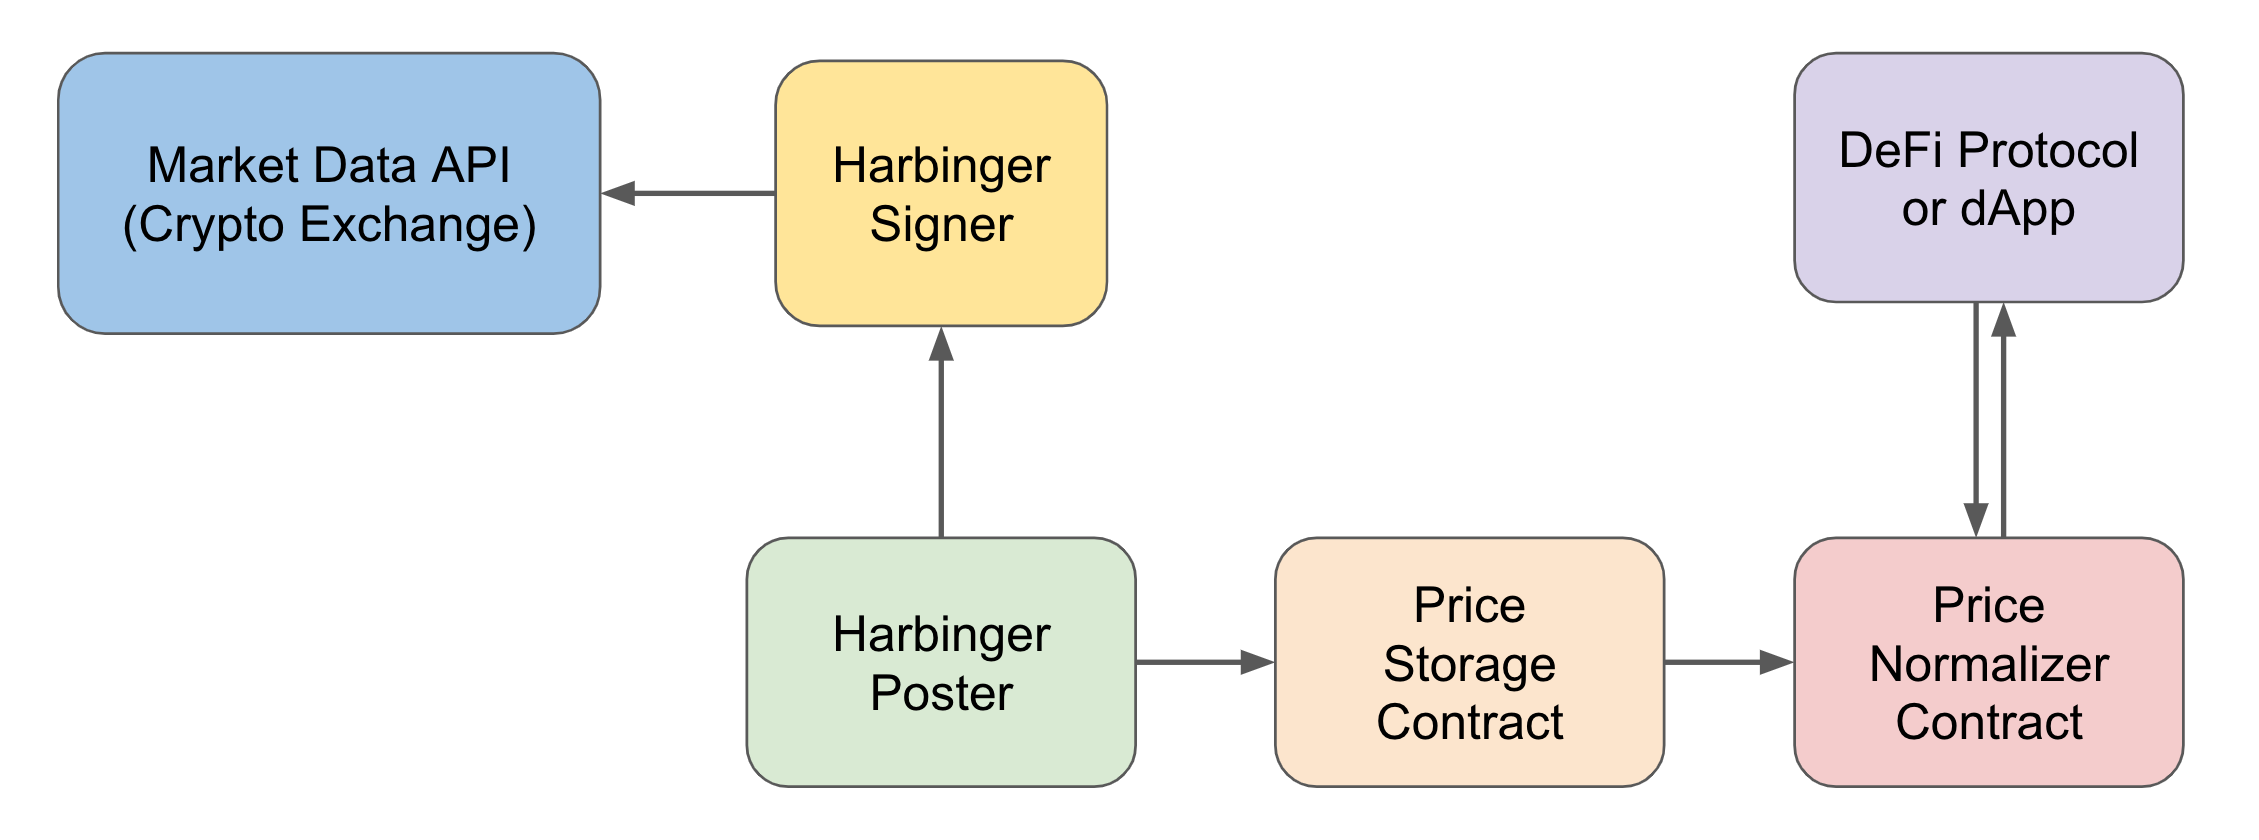 Market Data API
(Crypto Exchange)
Harbinger
Signer
DeFi Protocol
or dApp
Harbinger
Poster
Price
Storage
Contract
Price
Normalizer
Contract